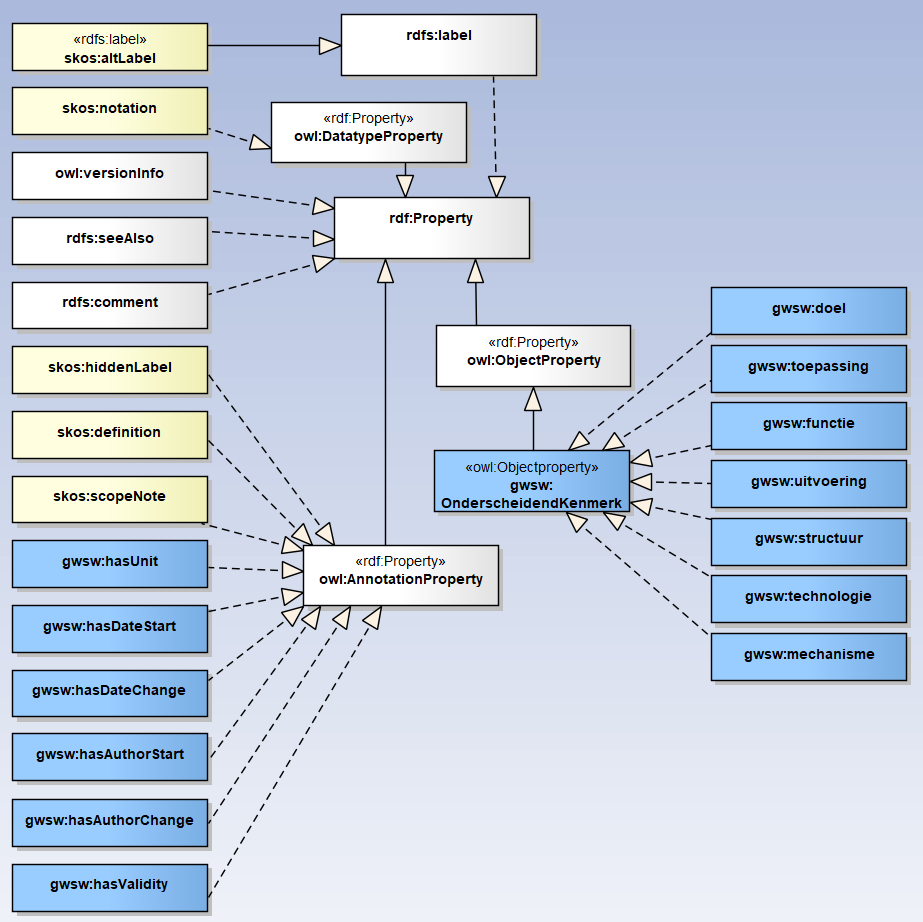 «rdfs:label»
skos:altLabel
rdfs:label
skos:notation
«rdf:Property»
owl:DatatypeProperty
owl:versionInfo
rdf:Property
rdfs:seeAlso
rdfs:comment
gwsw:doel
«rdf:Property»
owl:ObjectProperty
skos:hiddenLabel
gwsw:toepassing
skos:definition
gwsw:functie
«owl:Objectproperty»
gwsw:
OnderscheidendKenmerk
gwsw:uitvoering
skos:scopeNote
gwsw:structuur
gwsw:hasUnit
«rdf:Property»
owl:AnnotationProperty
gwsw:technologie
gwsw:hasDateStart
gwsw:mechanisme
gwsw:hasDateChange
gwsw:hasAuthorStart
gwsw:hasAuthorChange
gwsw:hasValidity